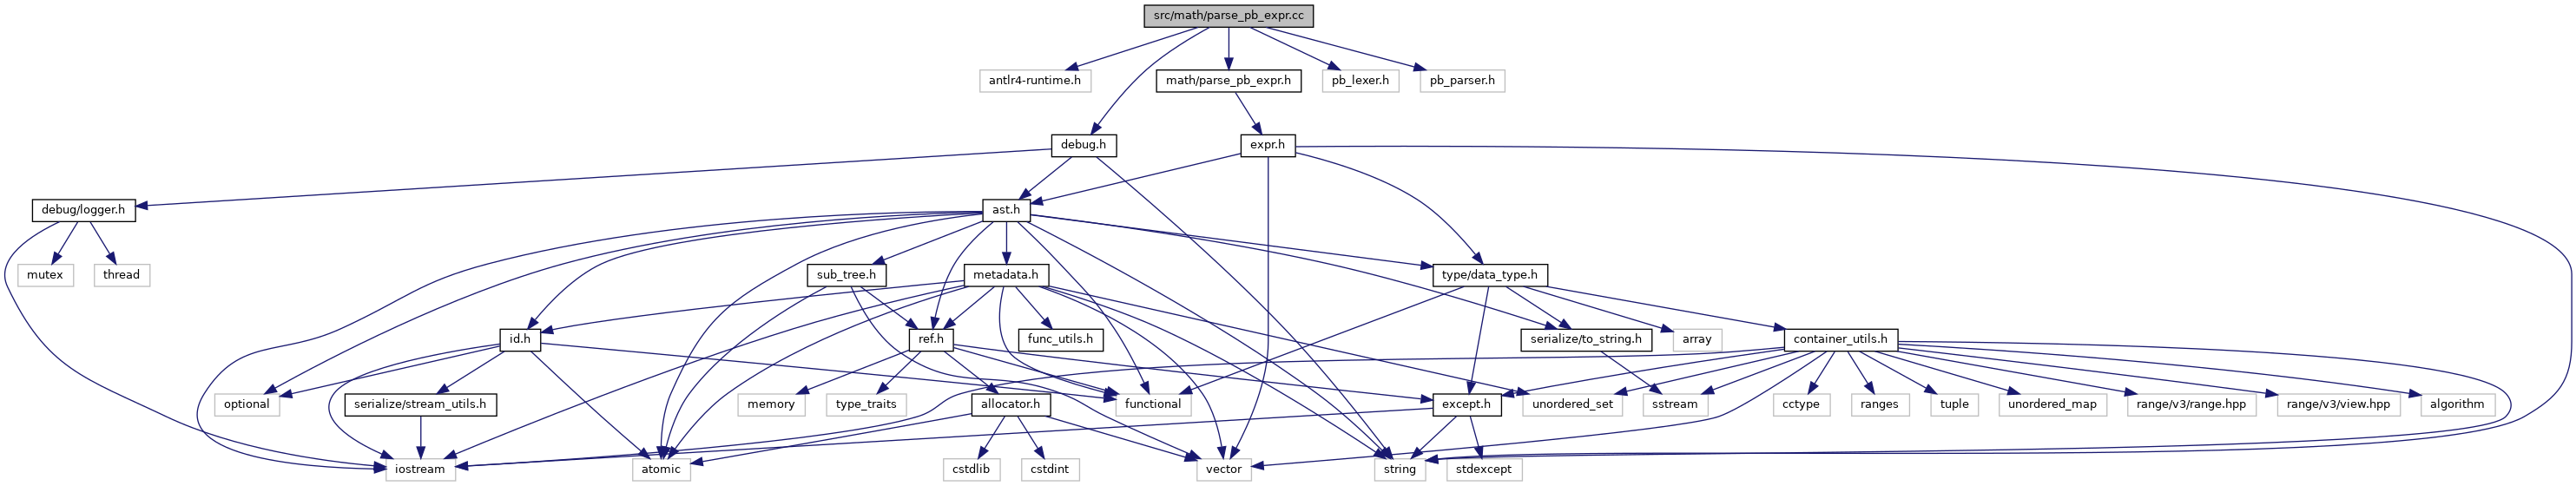 src/math/parse_pb_expr.cc
antlr4-runtime.h
math/parse_pb_expr.h
pb_lexer.h
pb_parser.h
debug.h
expr.h
debug/logger.h
ast.h
mutex
thread
sub_tree.h
metadata.h
type/data_type.h
id.h
ref.h
func_utils.h
serialize/to_string.h
array
container_utils.h
optional
serialize/stream_utils.h
memory
type_traits
allocator.h
functional
except.h
unordered_set
sstream
cctype
ranges
tuple
unordered_map
range/v3/range.hpp
range/v3/view.hpp
algorithm
iostream
atomic
cstdlib
cstdint
vector
string
stdexcept